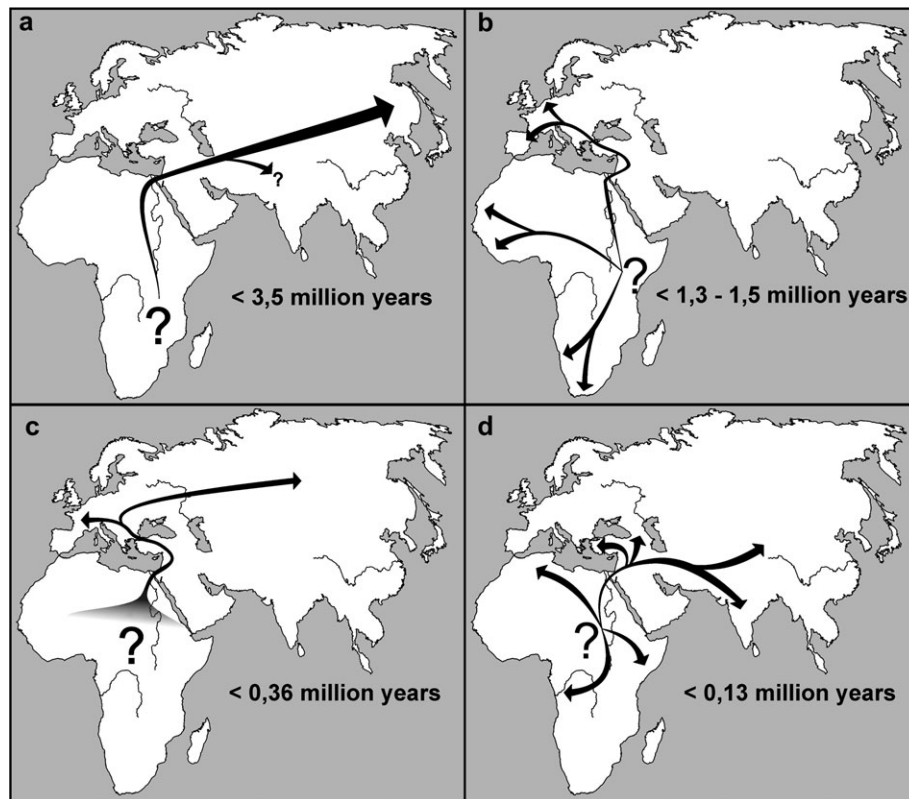 a
?
?
< 3,5 million years
b
?
< 1,3 - 1,5 million years
c
?
< 0,36 million years
d
?
< 0,13 million years